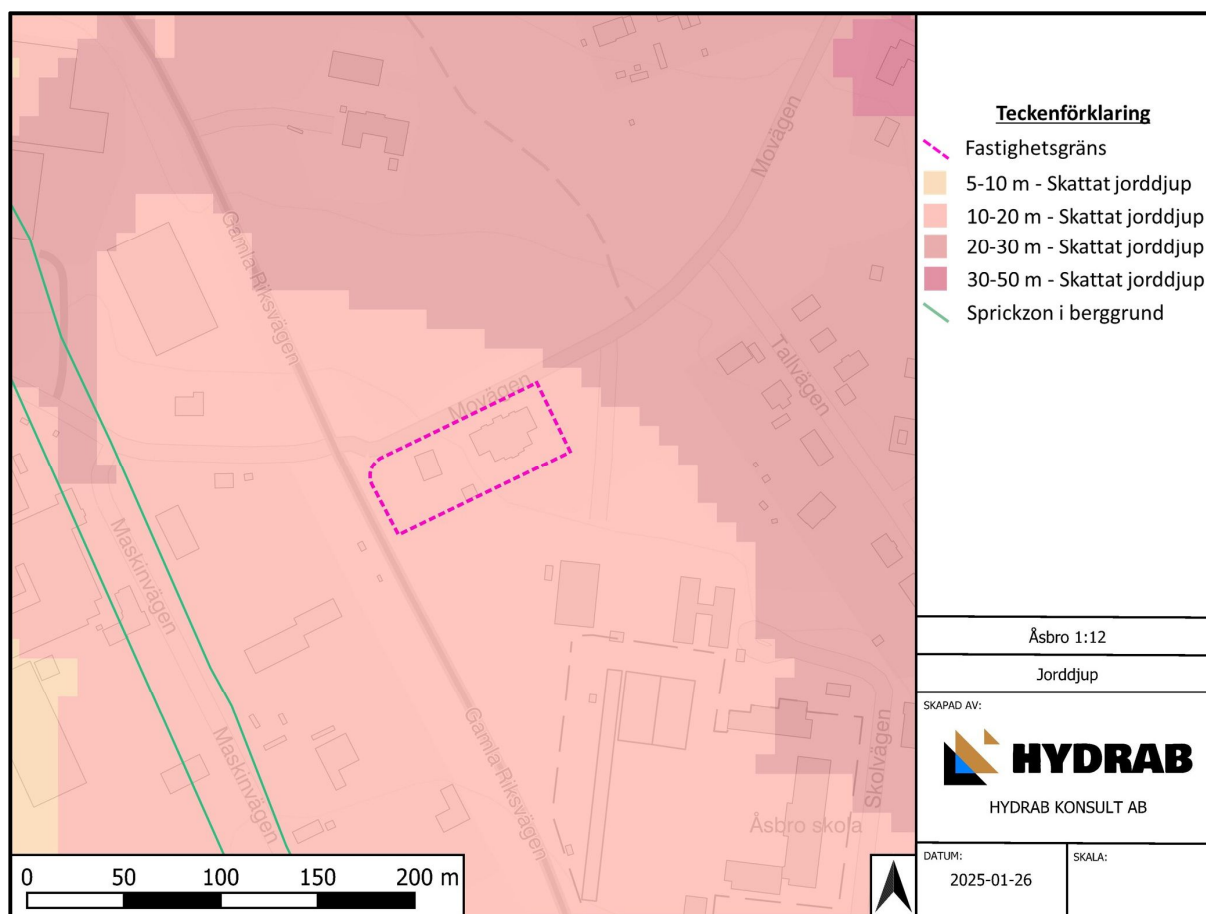 Teckenförklaring
Fastighetsgräns
5-10 m - Skattat jorddjup
10-20 m - Skattat jorddjup
20-30 m - Skattat jorddjup
30-50 m - Skattat jorddjup
Sprickzon i berggrund
Movägen
Gamla Riksvägen
Tallvägen
Movägen
Maskinvägen
Maskinvägen
Gamla Riksvägen
Skolvägen
Åsbro skola
0 50 100 150 200 m
Åsbro 1:12
Jorddjup
SKAPAD AV:
HYDRAB
HYDRAB KONSULT AB
DATUM:
2025-01-26
SKALA: